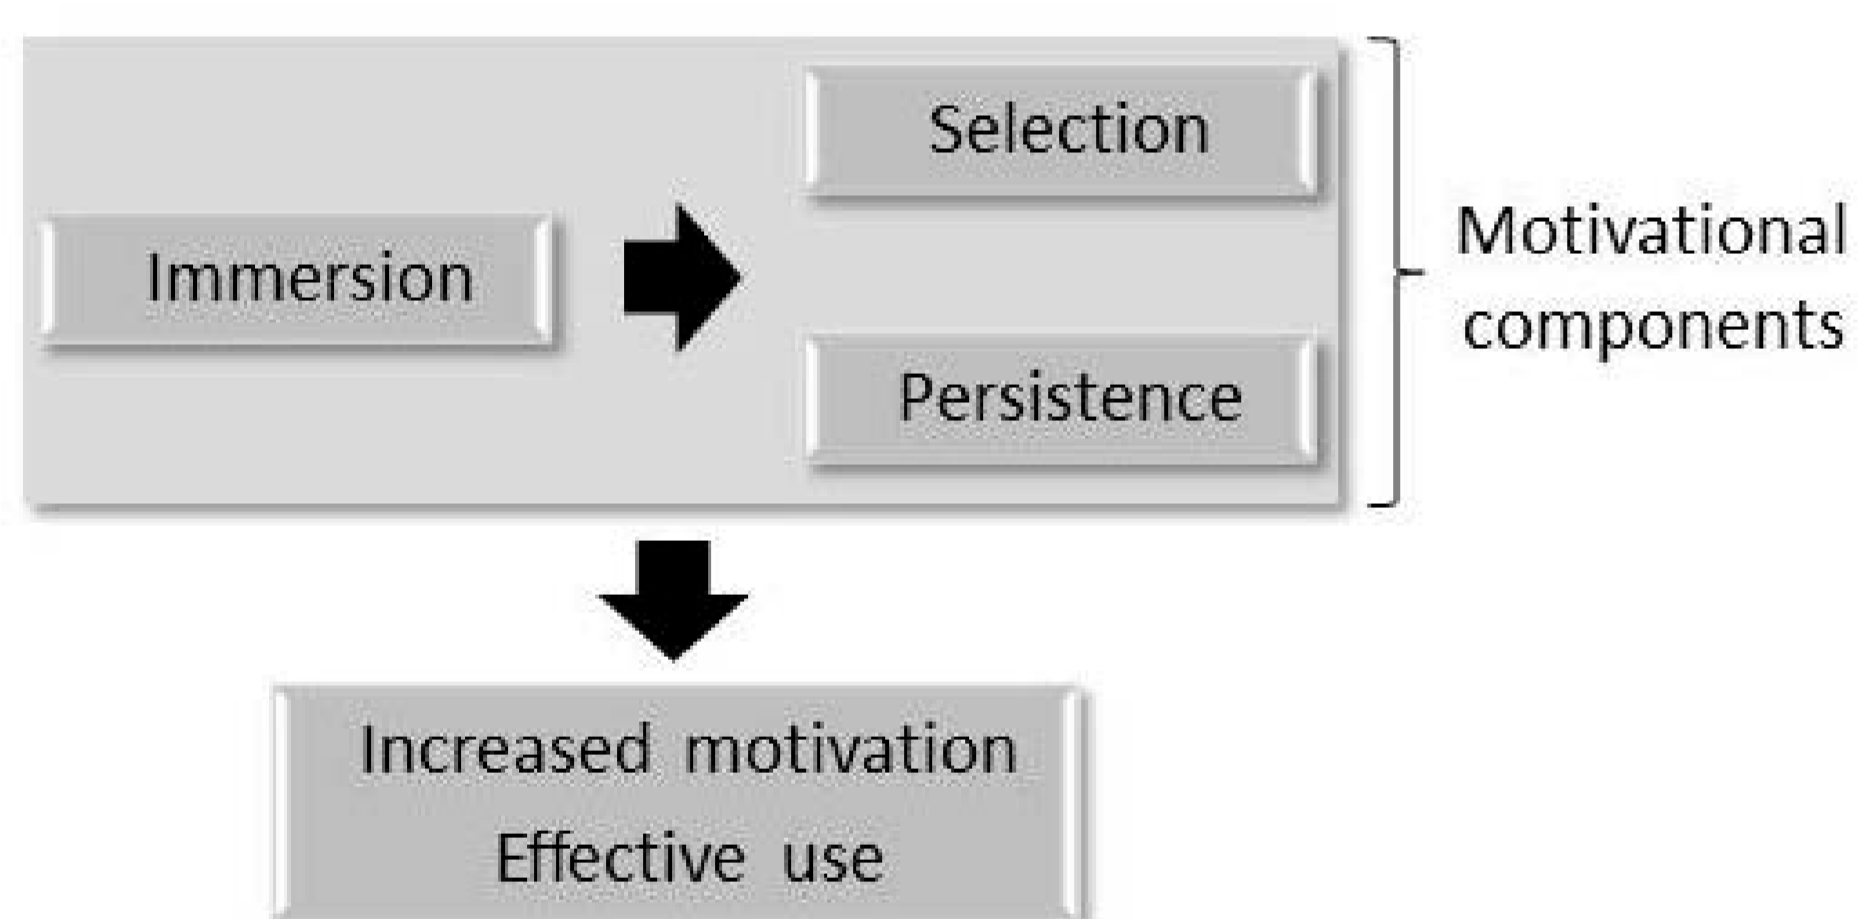 Selection
Immersion
Persistence
Motivational
components
Increased motivation
Effective use